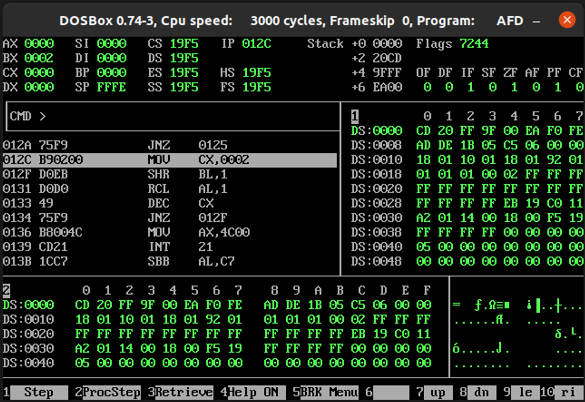 DOSBox 0.74-3, Cpu speed: 3000 cycles, Frameskip 0, Program: AFD
AX 0000 SI 0000 CS 19F5 IP 012C Stack +0 0000 Flags 7244
BX 0002 DI 0000 DS 19F5 +2 20CD
CX 0000 BP 0000 ES 19F5 HS 19F5 +4 9FFF OF DF IF SF ZF AF PF CF
DX 0000 SP FFFE SS 19F5 FS 19F5 +6 EA00 0 0 1 0 1 0 1 0
CMD >
1 0 1 2 3 4 5 6 7
DS:0000 CD 20 FF 9F 00 EA F0 FE
012A 75F9 JNZ 0125 DS:0008 AD DE 1B 05 C5 06 00 00
012C B90200 MOV CX,0002 DS:0010 18 01 10 01 18 01 92 01
012F D0EB SHR BL,1 DS:0018 01 01 01 00 02 FF FF FF
0131 D0D0 RCL AL,1 DS:0020 FF FF FF FF FF FF FF FF
0133 49 DEC CX DS:0028 FF FF FF FF EB 19 C0 11
0134 75F9 JNZ 012F DS:0030 A2 01 14 00 18 00 F5 19
0136 B8004C MOV AX,4C00 DS:0038 FF FF FF FF 00 00 00 00
0139 CD21 INT 21 DS:0040 05 00 00 00 00 00 00 00
013B 1CC7 SBB AL,C7 DS:0048 00 00 00 00 00 00 00 00
2 0 1 2 3 4 5 6 7 8 9 A B C D E F
DS:0000 CD 20 FF 9F 00 EA F0 FE AD DE 1B 05 C5 06 00 00
DS:0010 18 01 10 01 18 01 92 01 01 01 01 00 02 FF FF FF
DS:0020 FF FF FF FF FF FF FF FF FF FF FF FF EB 19 C0 11
DS:0030 A2 01 14 00 18 00 F5 19 FF FF FF FF 00 00 00 00
DS:0040 05 00 00 00 00 00 00 00 00 00 00 00 00 00 00 00
1 Step 2 ProcStep 3 Retrieve 4 Help ON 5 BRK Menu 6 7 up 8 dn 9 le 10 ri